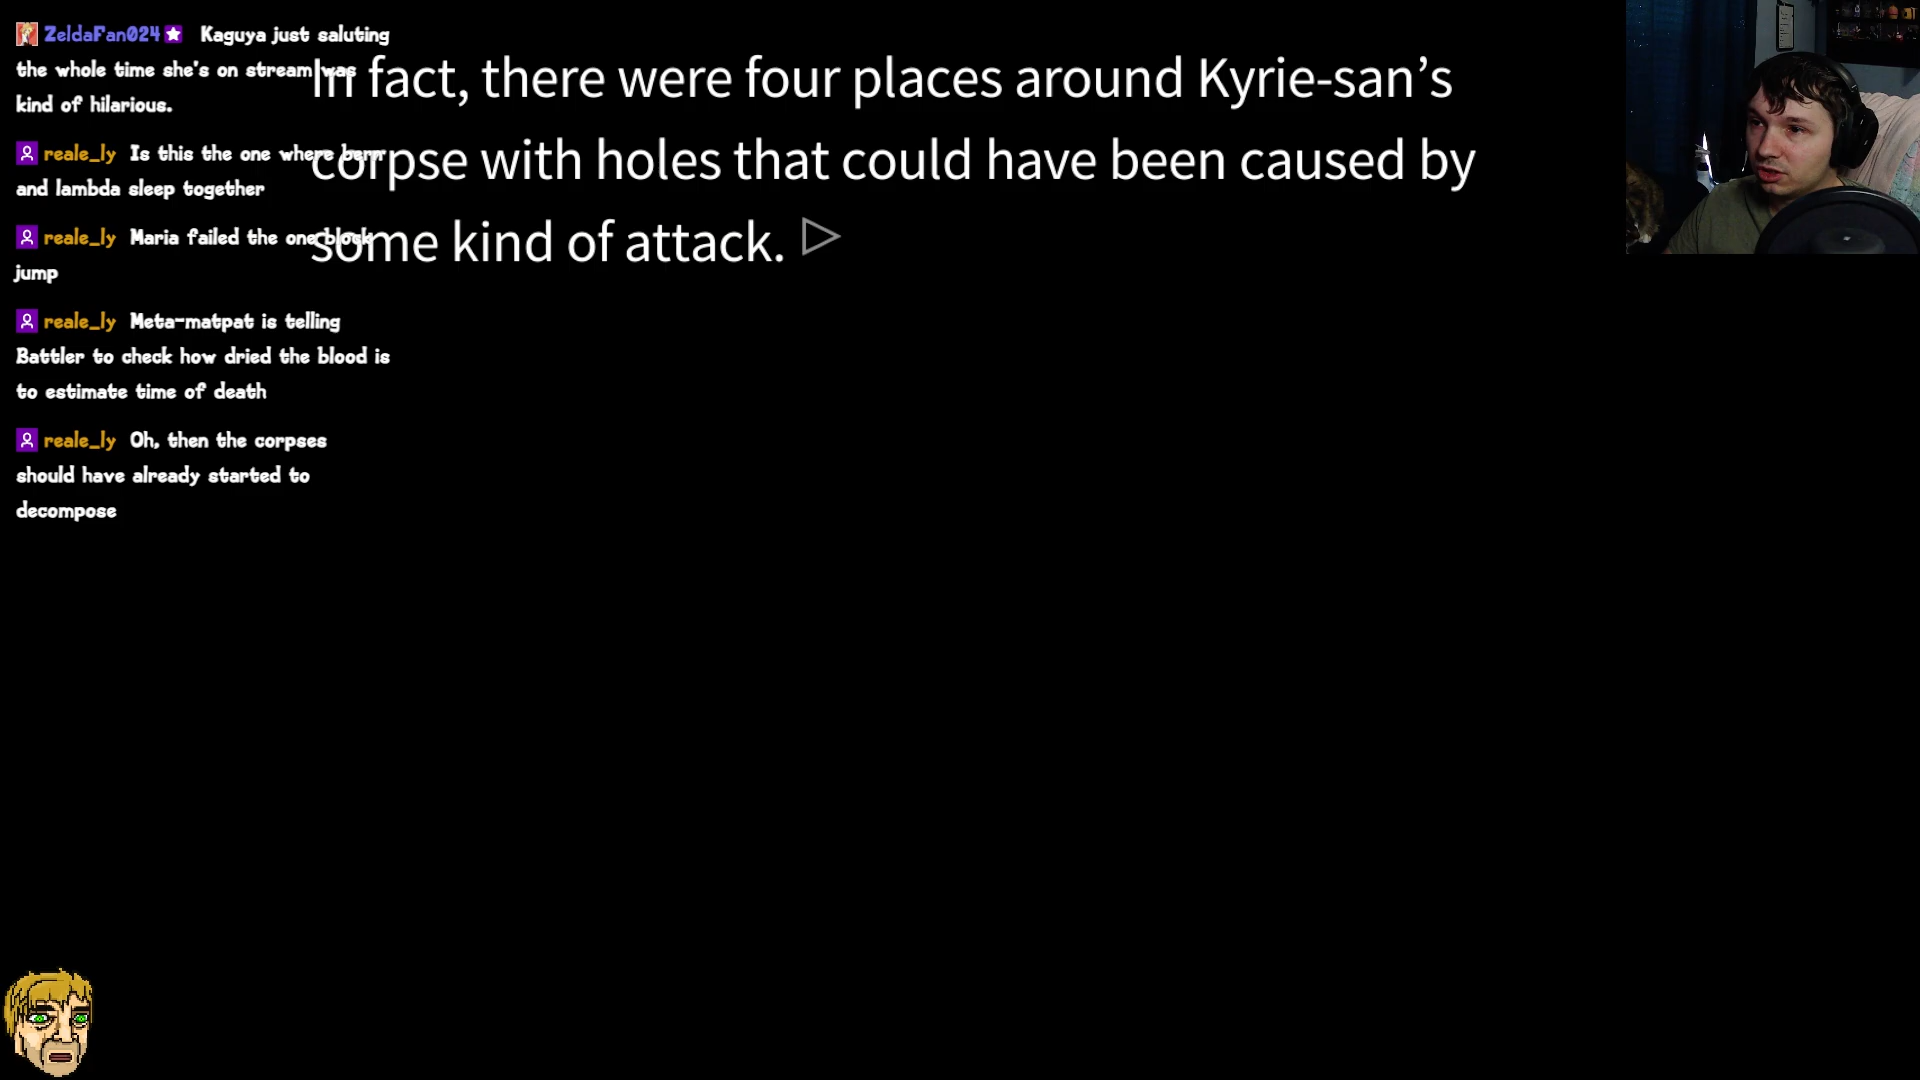 ZeldaFan024 Kaguya just saluting
the whole time she's on stream was
kind of hilarious.
reale_ly Is this the one where bern
and lambda sleep together
reale_ly Maria failed the one block
jump
reale_ly Meta-matpat is telling
Battler to check how dried the blood is
to estimate time of death
reale_ly Oh, then the corpses
should have already started to
decompose
In fact, there were four places around Kyrie-san’s
corpse with holes that could have been caused by
some kind of attack.